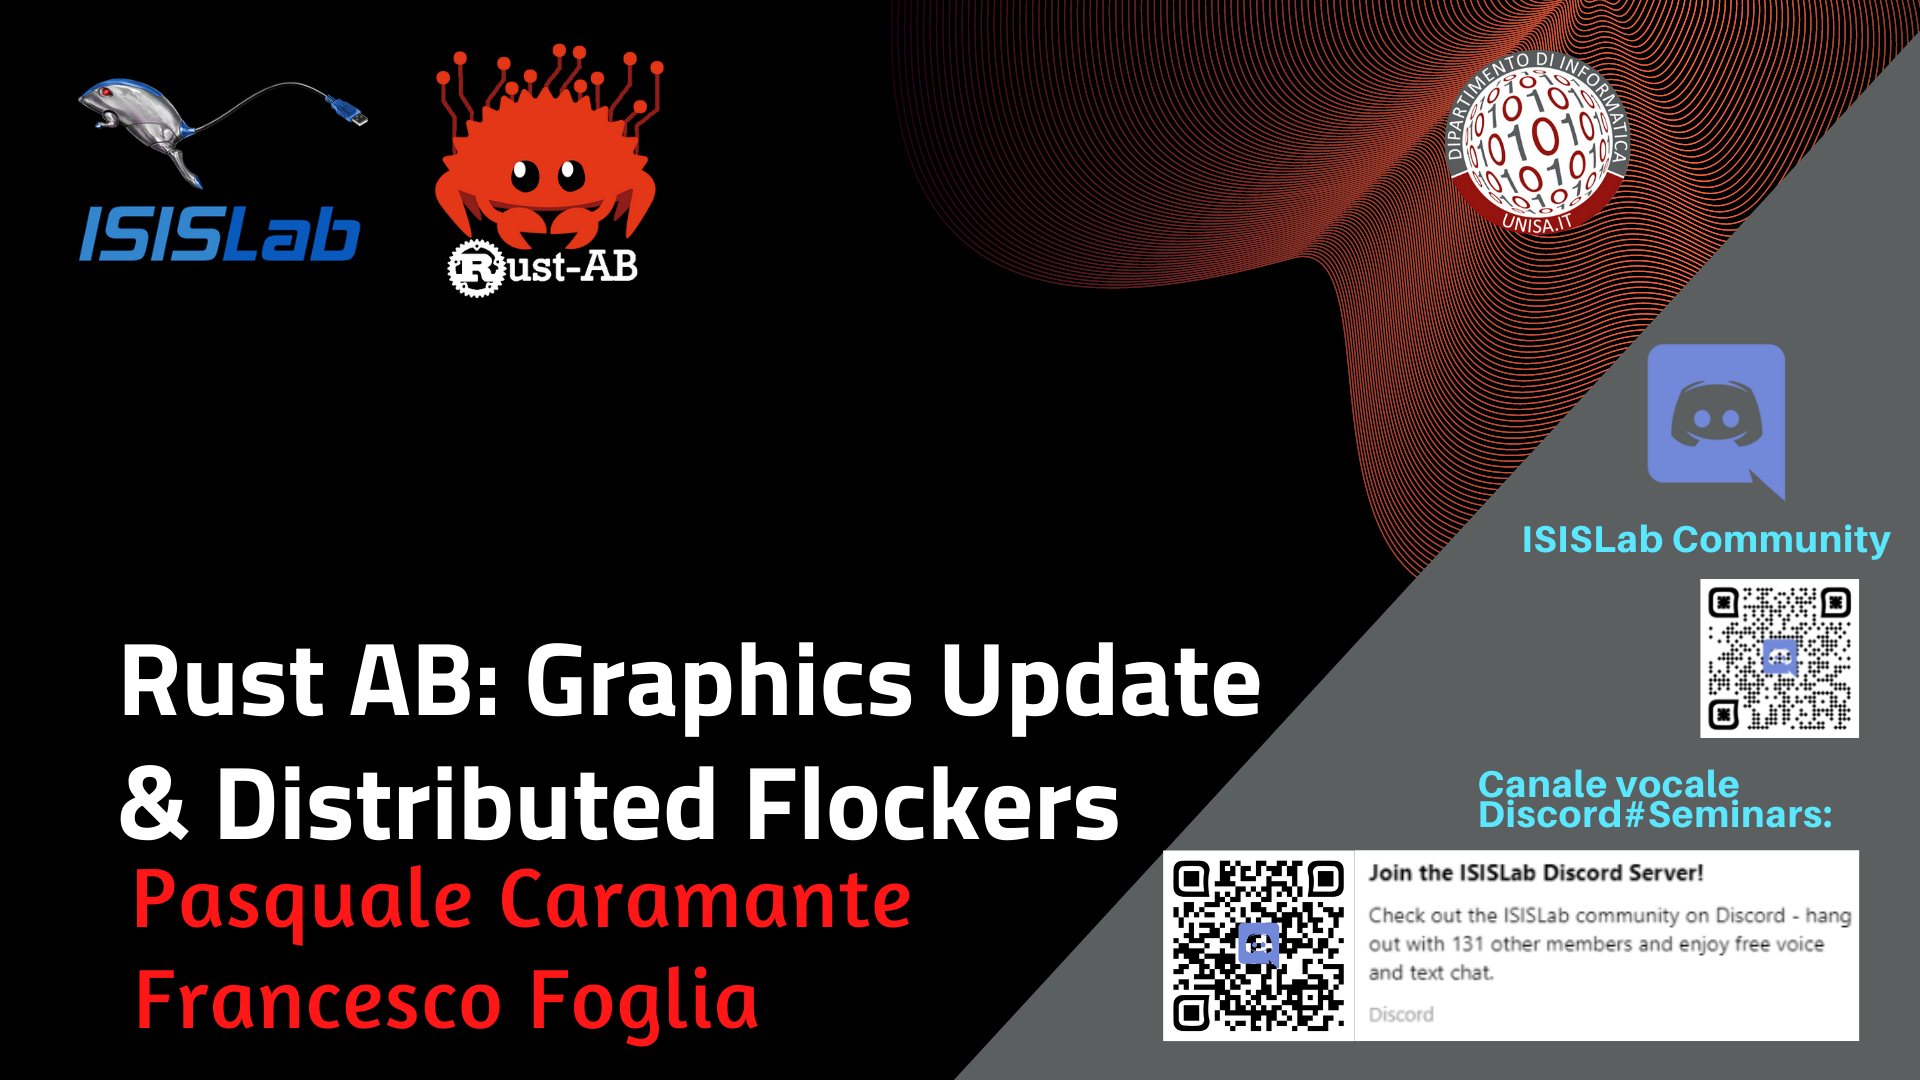 ISISLab
Rust-AB
DIPARTIMENTO DI INFORMATICA
UNISA.IT
ISISLab Community
Rust AB: Graphics Update
& Distributed Flockers
Pasquale Caramante
Francesco Foglia
Canale vocale
Discord#Seminars:
Join the ISISLab Discord Server!
Check out the ISISLab community on Discord - hang
out with 131 other members and enjoy free voice
and text chat.
Discord